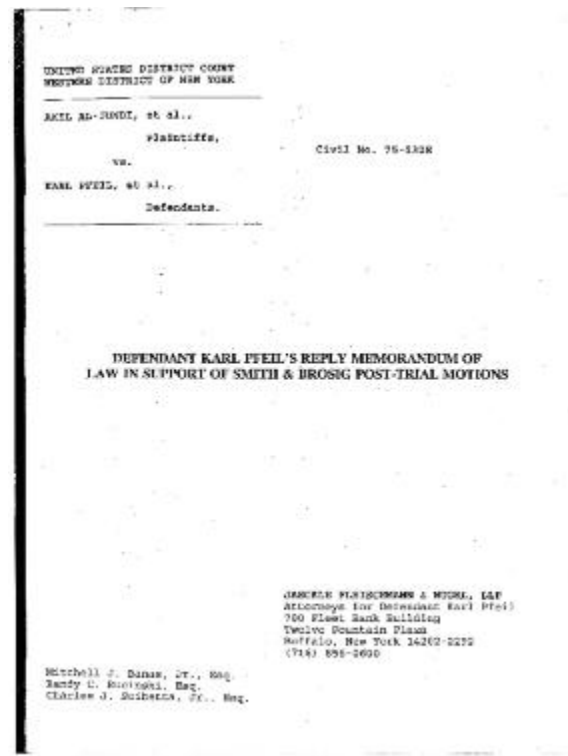 UNITED STATES DISTRICT COURT
WESTERN DISTRICT OF NEW YORK
AKIL AL-JUNDI, et al.,
Plaintiffs,
vs.
Civil No. 75-132E
KARL PFEIL, et al.,
Defendants.
DEFENDANT KARL PFEIL'S REPLY MEMORANDUM OF
LAW IN SUPPORT OF SMITH & BROSIG POST-TRIAL MOTIONS
JAECKLE FLEISCHMANN & MUGEL, LLP
Attorneys for Defendant Karl Pfeil
700 Fleet Bank Building
Twelve Fountain Plaza
Buffalo, New York 14202-2292
(716) 856-0600
Mitchell J. Banas, Jr., Esq.
Randy C. Esq.
Charles J. Jr., Esq.